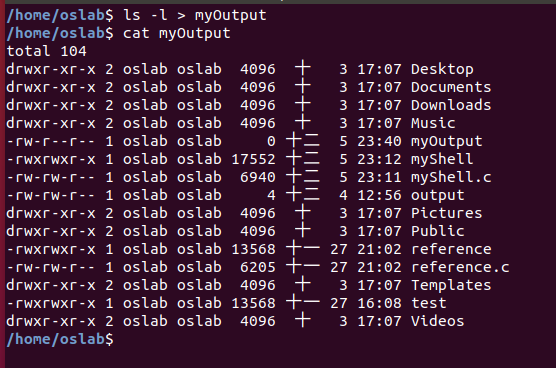 /home/oslab$ ls -l > myOutput
/home/oslab$ cat myOutput
total 104
drwxr-xr-x 2 oslab oslab  4096  十   3 17:07 Desktop
drwxr-xr-x 2 oslab oslab  4096  十   3 17:07 Documents
drwxr-xr-x 2 oslab oslab  4096  十   3 17:07 Downloads
drwxr-xr-x 2 oslab oslab  4096  十   3 17:07 Music
-rw-r--r-- 1 oslab oslab     0 十二  5 23:40 myOutput
-rwxrwxr-x 1 oslab oslab 17552 十二  5 23:12 myShell
-rw-rw-r-- 1 oslab oslab  6940 十二  5 23:11 myShell.c
-rw-rw-r-- 1 oslab oslab     4 十二  4 12:56 output
drwxr-xr-x 2 oslab oslab  4096  十   3 17:07 Pictures
drwxr-xr-x 2 oslab oslab  4096  十   3 17:07 Public
-rwxrwxr-x 1 oslab oslab 13568 十一 27 21:02 reference
-rw-rw-r-- 1 oslab oslab  6205 十一 27 21:02 reference.c
drwxr-xr-x 2 oslab oslab  4096  十   3 17:07 Templates
-rwxrwxr-x 1 oslab oslab 13568 十一 27 16:08 test
drwxr-xr-x 2 oslab oslab  4096  十   3 17:07 Videos
/home/oslab$